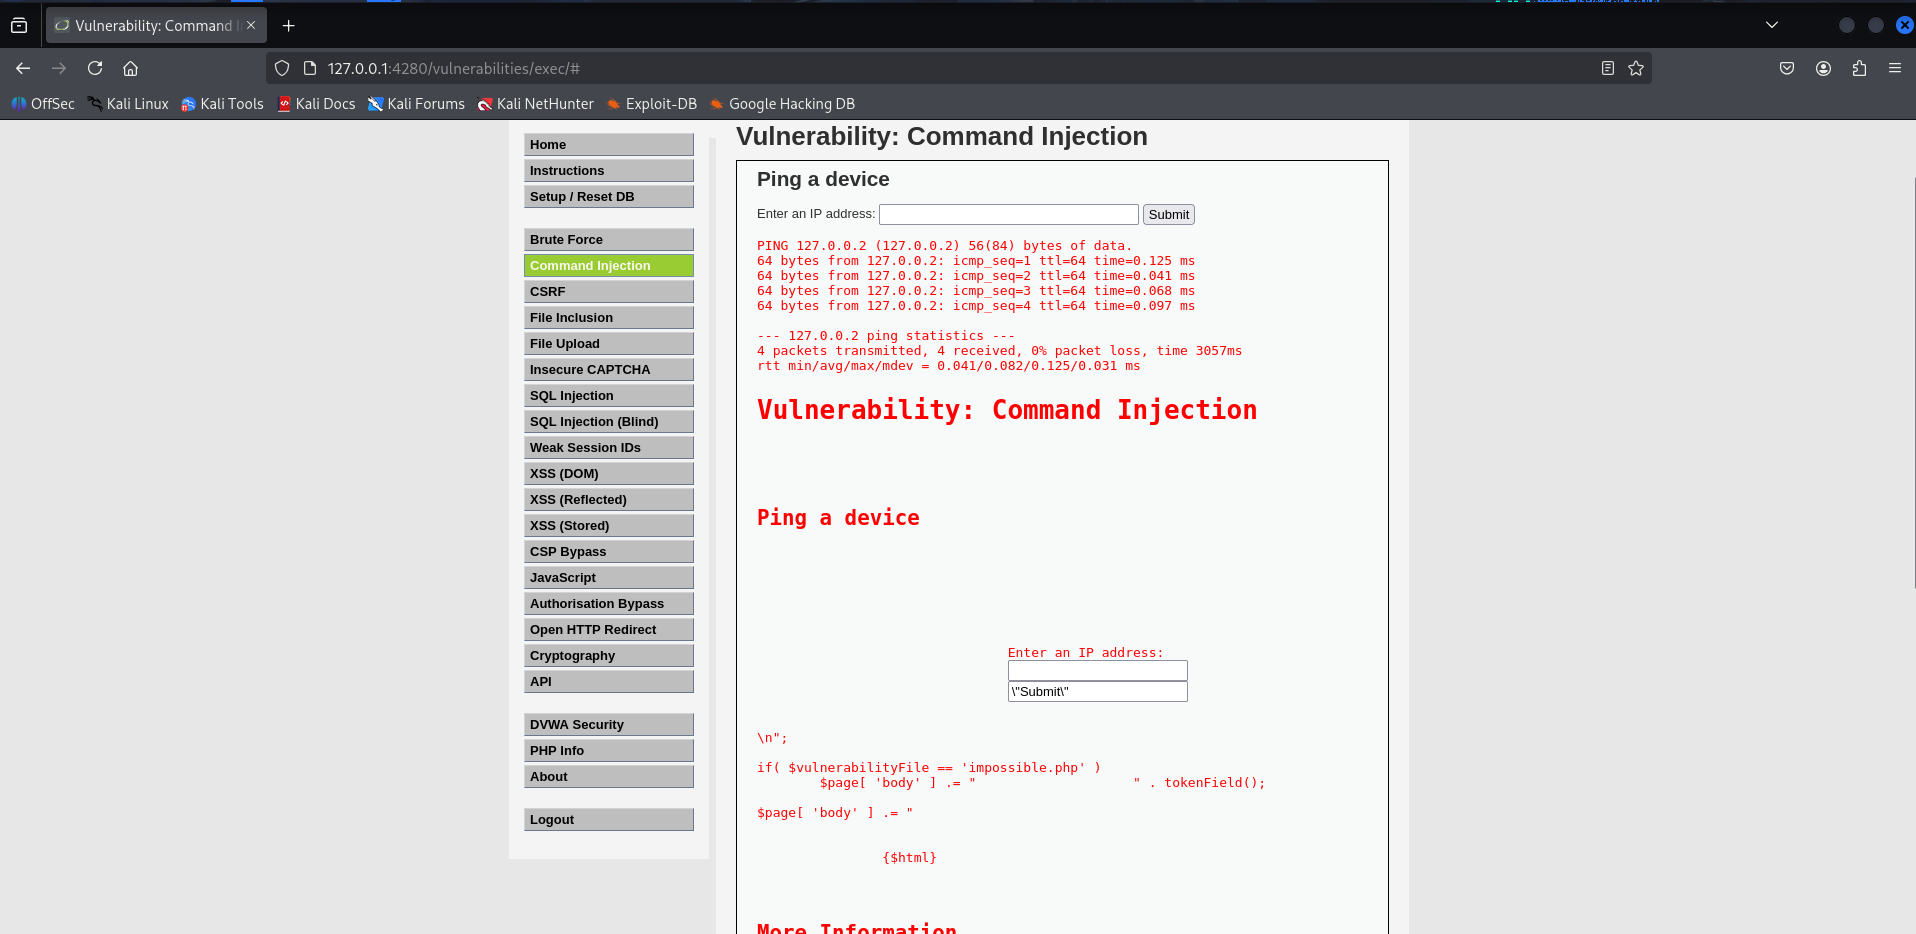 Vulnerability: Command I
127.0.0.1:4280/vulnerabilities/exec/#
OffSec Kali Linux Kali Tools Kali Docs Kali Forums Kali NetHunter Exploit-DB Google Hacking DB
Home
Instructions
Setup / Reset DB
Brute Force
Command Injection
CSRF
File Inclusion
File Upload
Insecure CAPTCHA
SQL Injection
SQL Injection (Blind)
Weak Session IDs
XSS (DOM)
XSS (Reflected)
XSS (Stored)
CSP Bypass
JavaScript
Authorisation Bypass
Open HTTP Redirect
Cryptography
API
DVWA Security
PHP Info
About
Logout
Vulnerability: Command Injection
Ping a device
Enter an IP address: Submit
PING 127.0.0.2 (127.0.0.2) 56(84) bytes of data.
64 bytes from 127.0.0.2: icmp_seq=1 ttl=64 time=0.125 ms
64 bytes from 127.0.0.2: icmp_seq=2 ttl=64 time=0.041 ms
64 bytes from 127.0.0.2: icmp_seq=3 ttl=64 time=0.068 ms
64 bytes from 127.0.0.2: icmp_seq=4 ttl=64 time=0.097 ms
--- 127.0.0.2 ping statistics ---
4 packets transmitted, 4 received, 0% packet loss, time 3057ms
rtt min/avg/max/mdev = 0.041/0.082/0.125/0.031 ms
Vulnerability: Command Injection
Ping a device
Enter an IP address:
\"Submit\"
\n";
if( $vulnerabilityFile == 'impossible.php' )
$page[ 'body' ] .= " " . tokenField();
$page[ 'body' ] .= "
{$html}
More Information